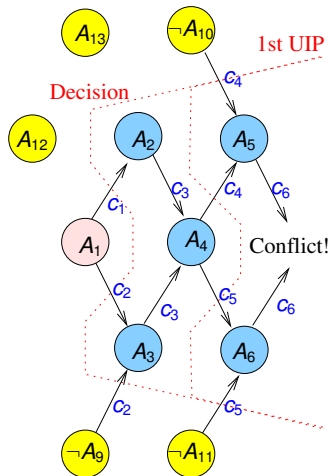 A13
¬A10
1st UIP
Decision
c4
A12
A2
A5
c3
c4
c6
c1
A1
A4
Conflict!
c2
c3
c5
c6
A3
A6
c2
c5
¬A9
¬A11